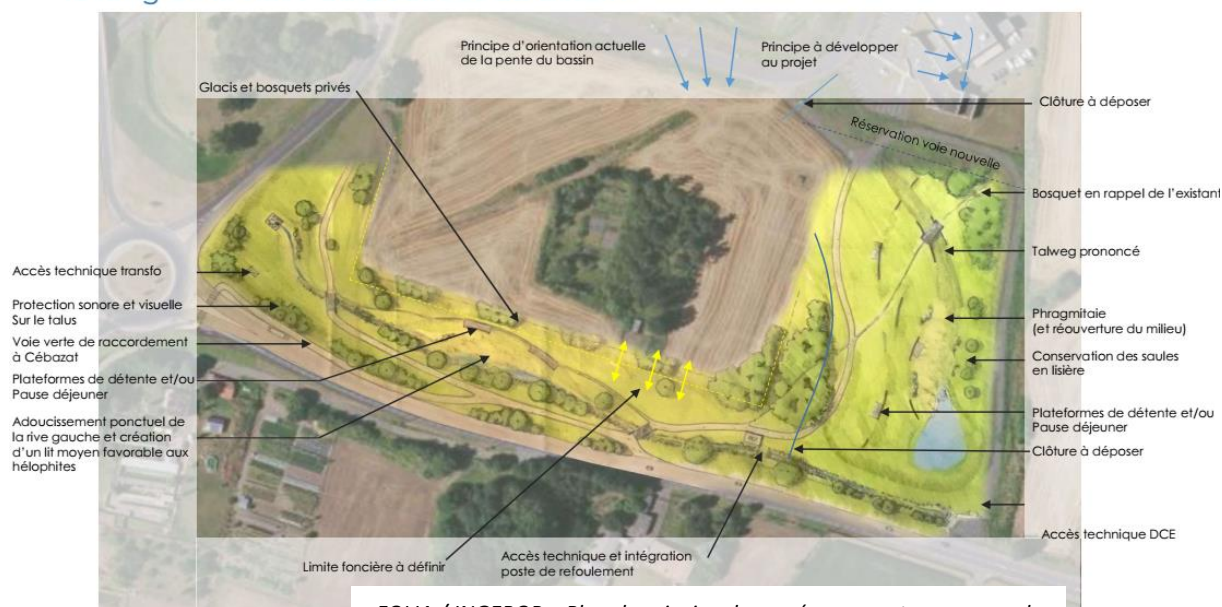 Principe d'orientation actuelle
de la pente du bassin
Principe à développer
au projet
Glacis et bosquets privés
Clôture à déposer
Réservation voie nouvelle
Bosquet en rappel de l'existant
Talweg prononcé
Accès technique transfo
Protection sonore et visuelle
Sur le talus
Voie verte de raccordement
à Cébazat
Plateformes de détente et/ou
Pause déjeuner
Adoucissement ponctuel de
la rive gauche et création
d'un lit moyen favorable aux
hélophites
Phragmitaie
(et réouverture du milieu)
Conservation des saules
en lisière
Plateformes de détente et/ou
Pause déjeuner
Clôture à déposer
Accès technique DCE
Limite foncière à définir
Accès technique et intégration
poste de refoulement